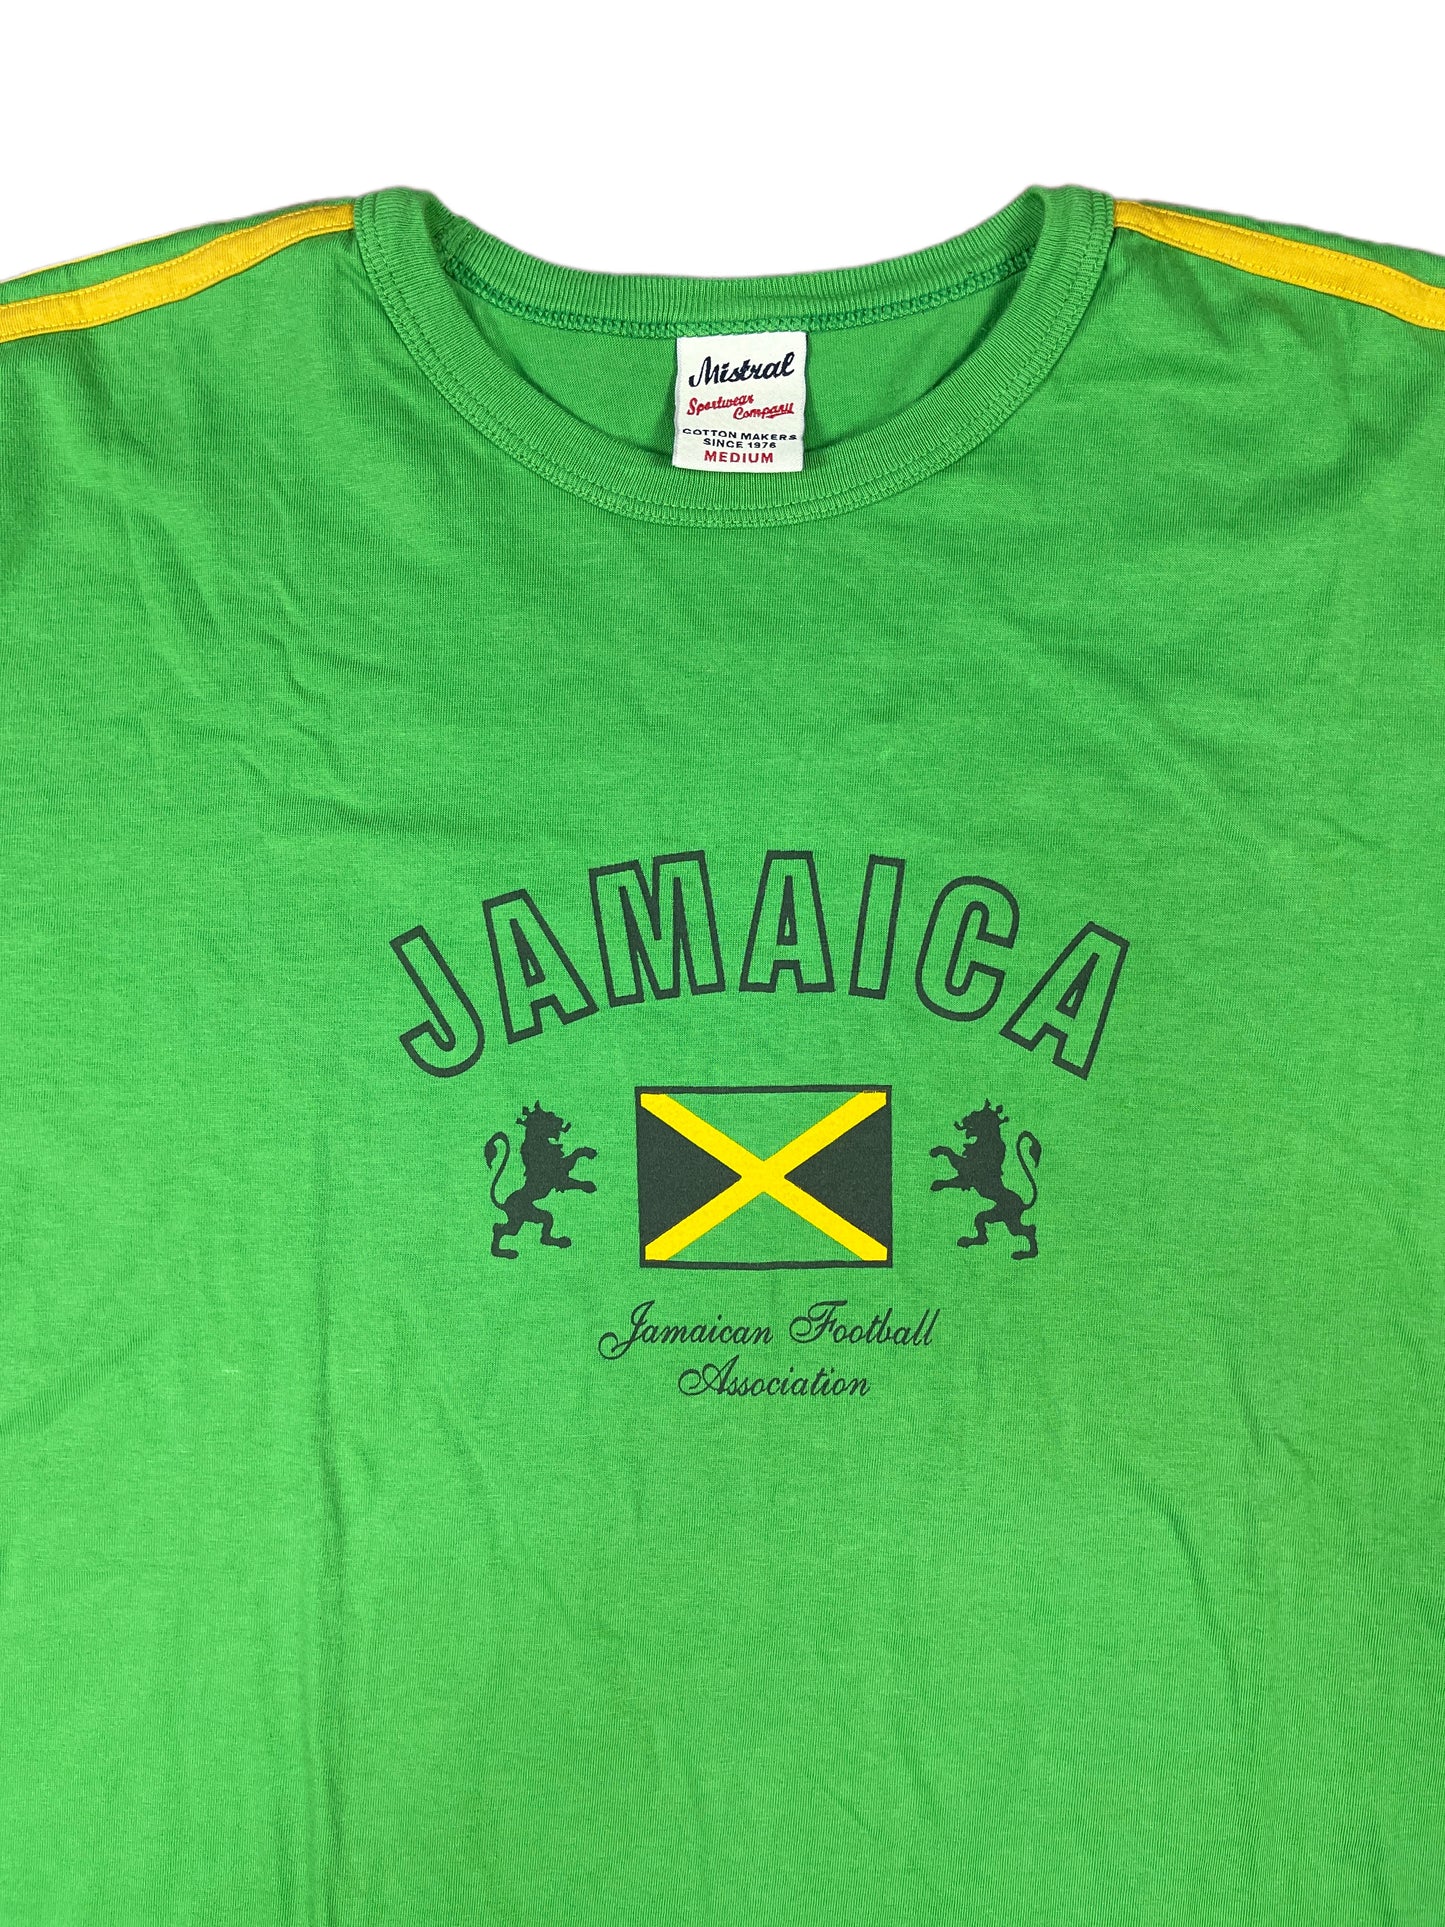 Mistral
Sportwear
Company
COTTON MAKERS
SINCE 1976
MEDIUM
JAMAICA
Jamaican Football
Association